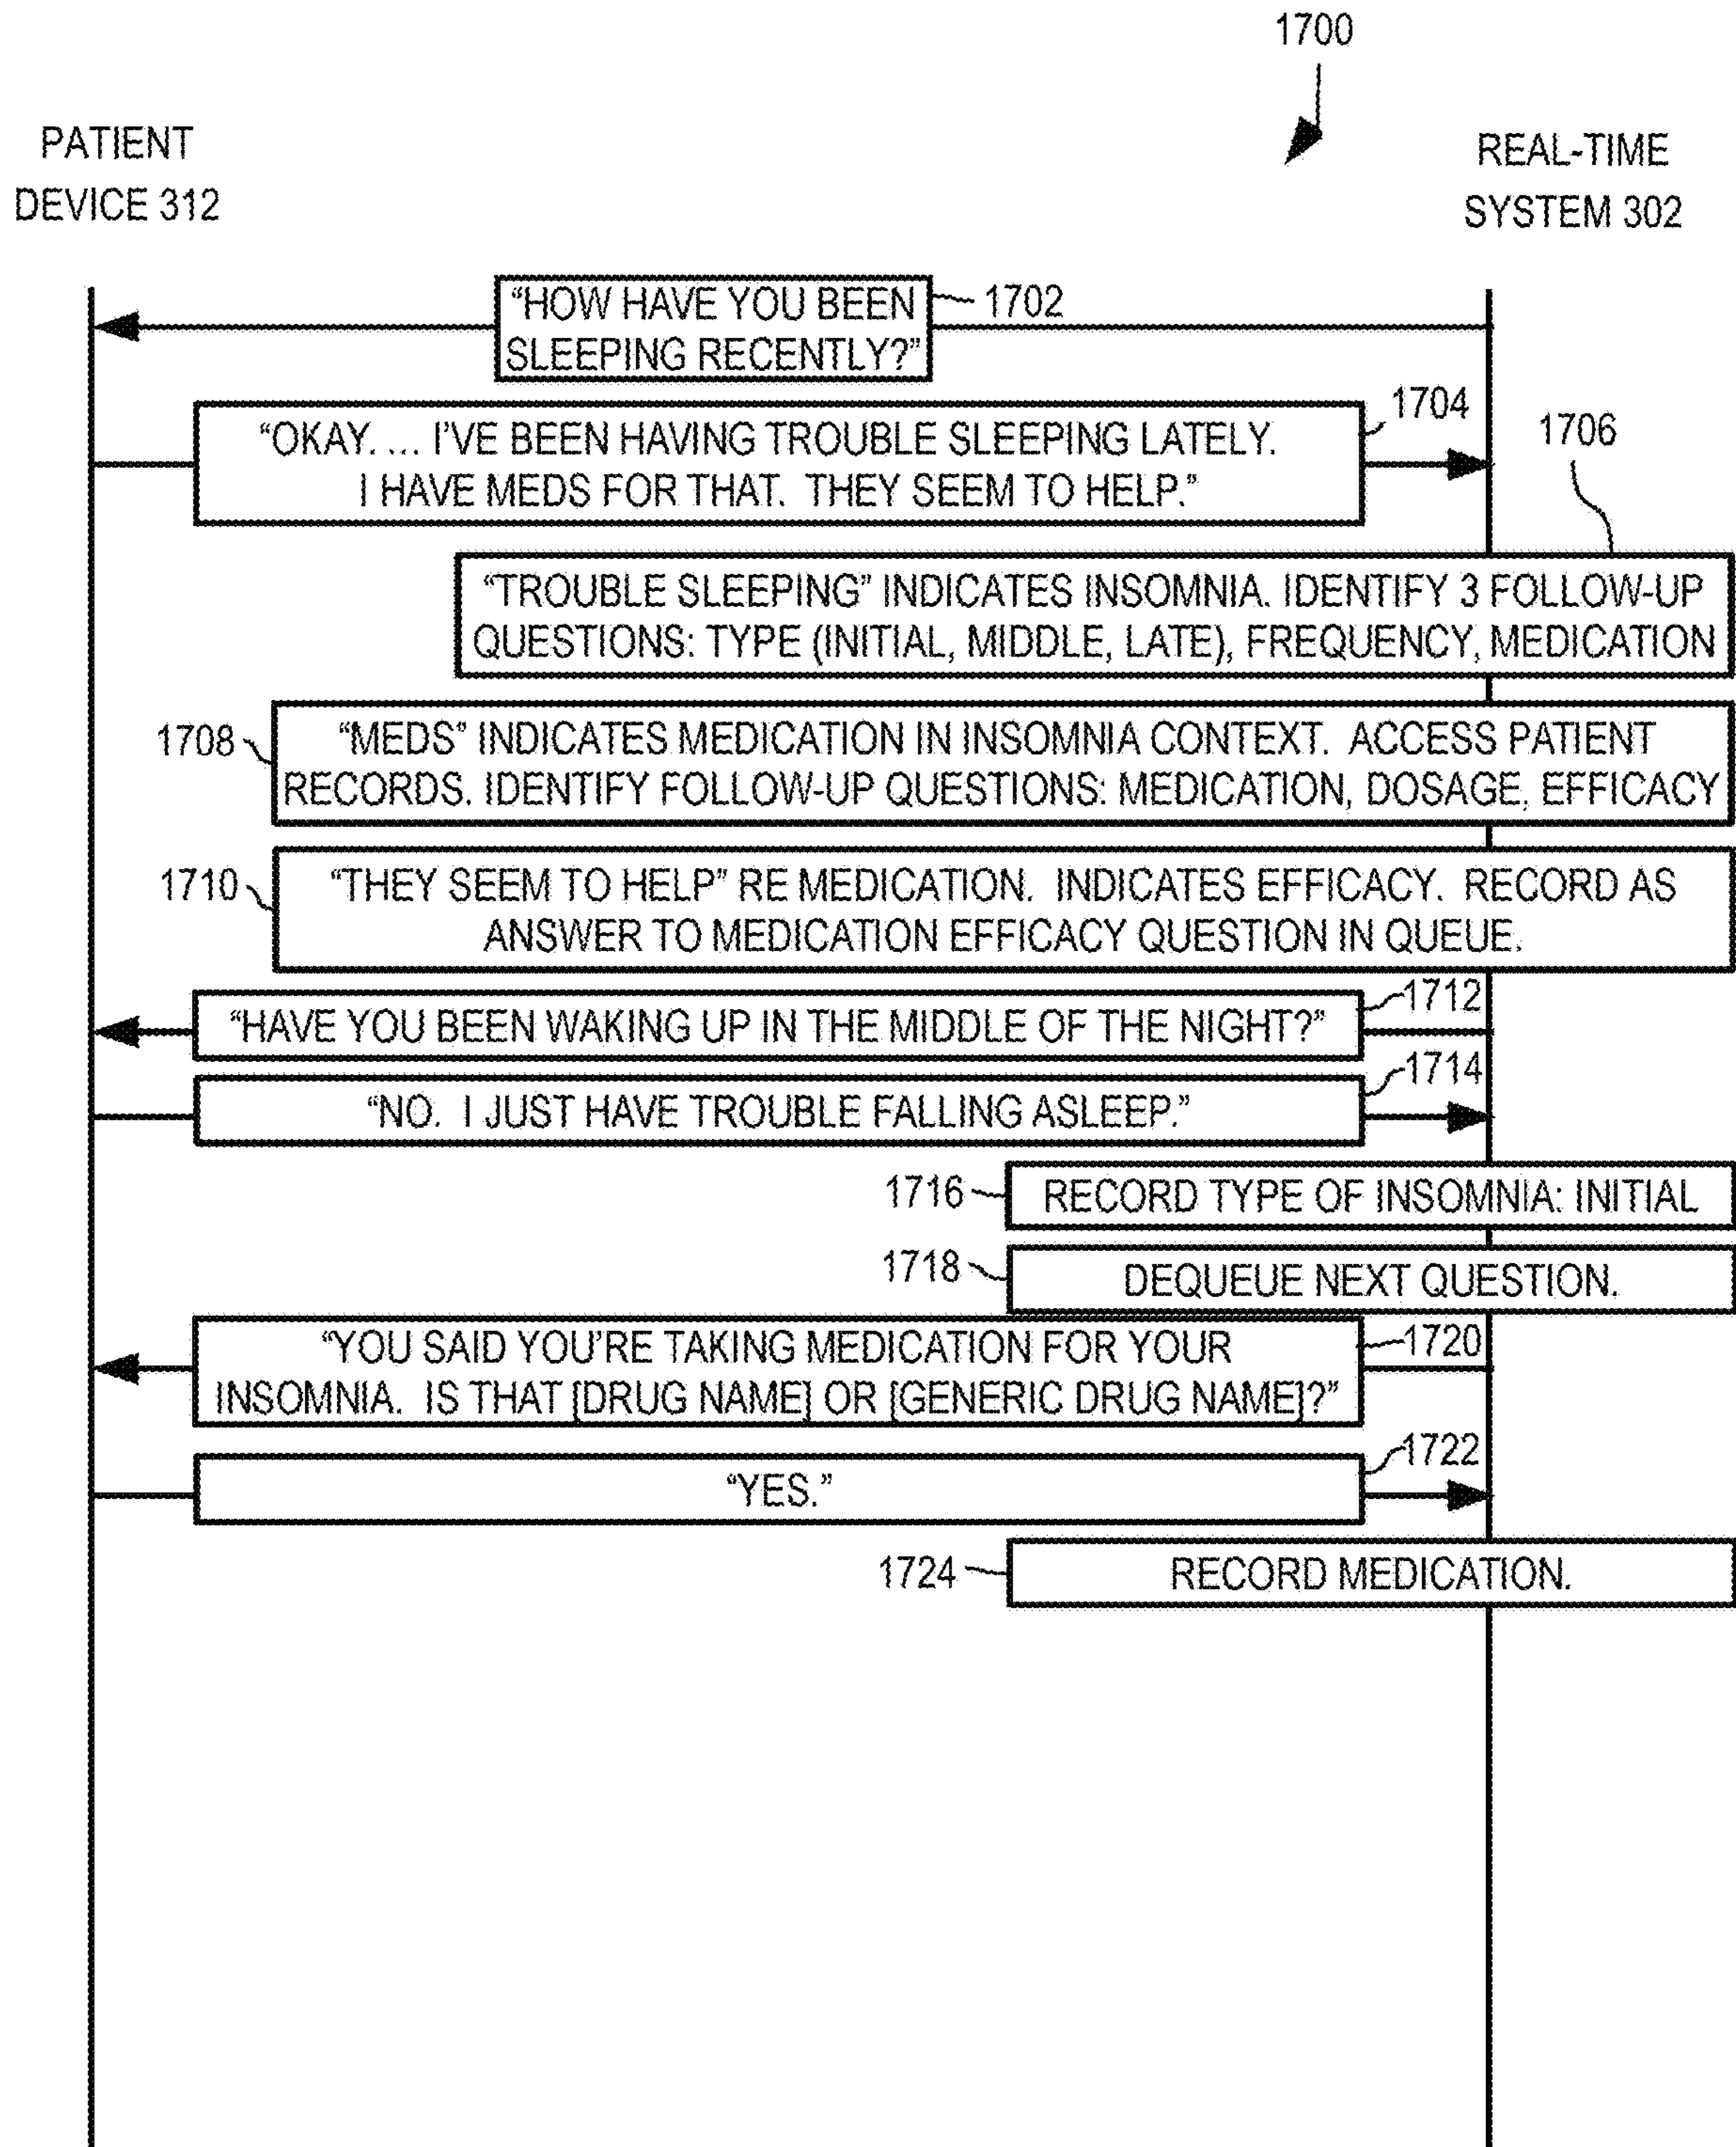 1700
PATIENT
DEVICE 312
REAL-TIME
SYSTEM 302
"HOW HAVE YOU BEEN
SLEEPING RECENTLY?"
1702
1704
"OKAY. ... I'VE BEEN HAVING TROUBLE SLEEPING LATELY.
I HAVE MEDS FOR THAT. THEY SEEM TO HELP."
1706
"TROUBLE SLEEPING" INDICATES INSOMNIA. IDENTIFY 3 FOLLOW-UP
QUESTIONS: TYPE (INITIAL, MIDDLE, LATE), FREQUENCY, MEDICATION
1708
"MEDS" INDICATES MEDICATION IN INSOMNIA CONTEXT. ACCESS PATIENT
RECORDS. IDENTIFY FOLLOW-UP QUESTIONS: MEDICATION, DOSAGE, EFFICACY
1710
"THEY SEEM TO HELP" RE MEDICATION. INDICATES EFFICACY. RECORD AS
ANSWER TO MEDICATION EFFICACY QUESTION IN QUEUE.
1712
"HAVE YOU BEEN WAKING UP IN THE MIDDLE OF THE NIGHT?"
1714
"NO. I JUST HAVE TROUBLE FALLING ASLEEP."
1716
RECORD TYPE OF INSOMNIA: INITIAL
1718
DEQUEUE NEXT QUESTION.
"YOU SAID YOU'RE TAKING MEDICATION FOR YOUR
INSOMNIA. IS THAT [DRUG NAME] OR [GENERIC DRUG NAME]?"
1720
1722
"YES."
1724
RECORD MEDICATION.